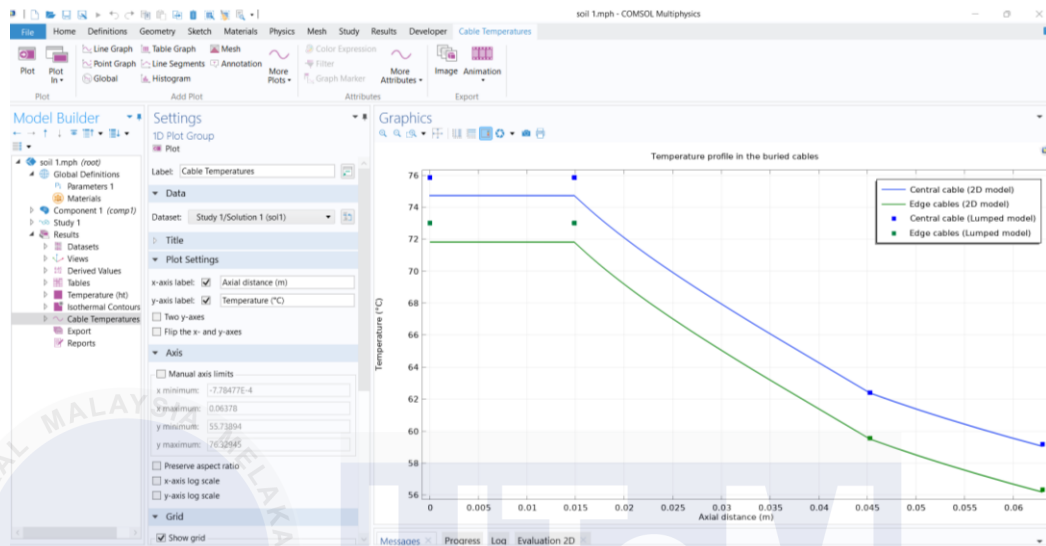 soil 1.mph - COMSOL Multiphysics
File Home Definitions Geometry Sketch Materials Physics Mesh Study Results Developer Cable Temperatures
Plot
Plot In
Line Graph Table Graph Mesh
Point Graph Line Segments Annotation
Global Histogram
More Plots
Color Expression
Filter
Graph Marker
More Attributes
Image Animation
Plot Add Plot Attributes Export
Model Builder
soil 1.mph (root)
Global Definitions
Parameters 1
Materials
Component 1 (comp1)
Study 1
Results
Datasets
Views
Derived Values
Tables
Temperature (ht)
Isothermal Contours
Cable Temperatures
Export
Reports
Settings
1D Plot Group
Plot
Label: Cable Temperatures
Data
Dataset: Study 1/Solution 1 (sol1)
Title
Plot Settings
x-axis label: Axial distance (m)
y-axis label: Temperature (°C)
Two y-axes
Flip the x- and y-axes
Axis
Manual axis limits
x minimum: -7.78477E-4
x maximum: 0.06378
y minimum: 55.73894
y maximum: 76.32945
Preserve aspect ratio
x-axis log scale
y-axis log scale
Grid
Show grid
Graphics
Temperature profile in the buried cables
76
74
72
70
68
66
64
62
60
58
56
Temperature (°C)
Central cable (2D model)
Edge cables (2D model)
Central cable (Lumped model)
Edge cables (Lumped model)
0 0.005 0.01 0.015 0.02 0.025 0.03 0.035 0.04 0.045 0.05 0.055 0.06
Axial distance (m)
Messages Progress Log Evaluation 2D
MALAYSIA MELAKA